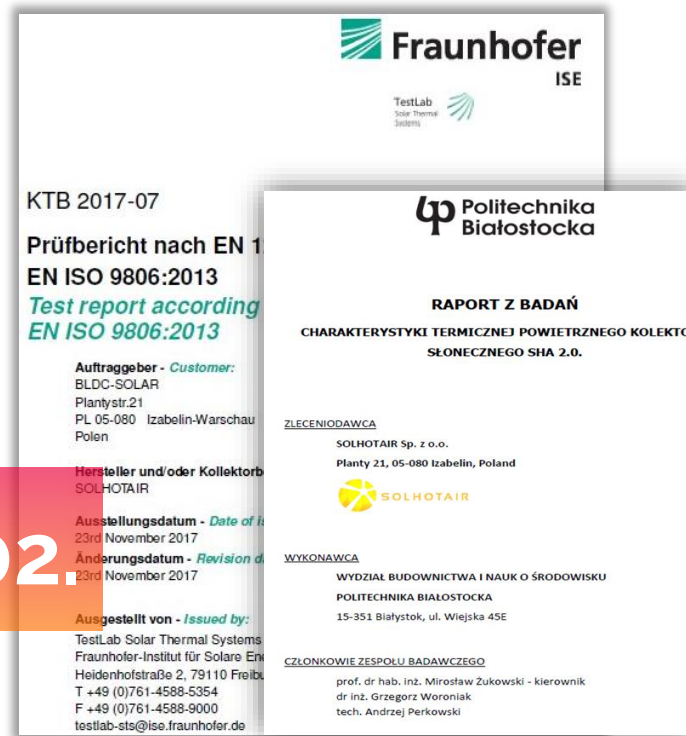 Fraunhofer
ISE
TestLab
Solar Thermal
Systems
KTB 2017-07
Prüfbericht nach EN 1
EN ISO 9806:2013
Test report according
EN ISO 9806:2013
Auftraggeber - Customer:
BLDC-SOLAR
Plantystr.21
PL 05-080 Izabelin-Warschau
Polen
Hersteller und/oder Kollektorb
SOLHOTAIR
Ausstellungsdatum - Date of is
23rd November 2017
Änderungsdatum - Revision d
23rd November 2017
Ausgestellt von - Issued by:
TestLab Solar Thermal Systems
Fraunhofer-Institut für Solare En
Heidenhofstraße 2, 79110 Freibu
T +49 (0)761-4588-5354
F +49 (0)761-4588-9000
testlab-sts@ise.fraunhofer.de
02.
Politechnika
Białostocka
RAPORT Z BADAŃ
CHARAKTERYSTYKI TERMICZNEJ POWIETRZNEGO KOLEKTO
SŁONECZNEGO SHA 2.0.
ZLECENIODAWCA
SOLHOTAIR Sp. z o.o.
Planty 21, 05-080 Izabelin, Poland
SOLHOTAIR
WYKONAWCA
WYDZIAŁ BUDOWNICTWA I NAUK O ŚRODOWISKU
POLITECHNIKA BIAŁOSTOCKA
15-351 Białystok, ul. Wiejska 45E
CZŁONKOWIE ZESPOŁU BADAWCZEGO
prof. dr hab. inż. Mirosław Żukowski - kierownik
dr inż. Grzegorz Woroniak
tech. Andrzej Perkowski